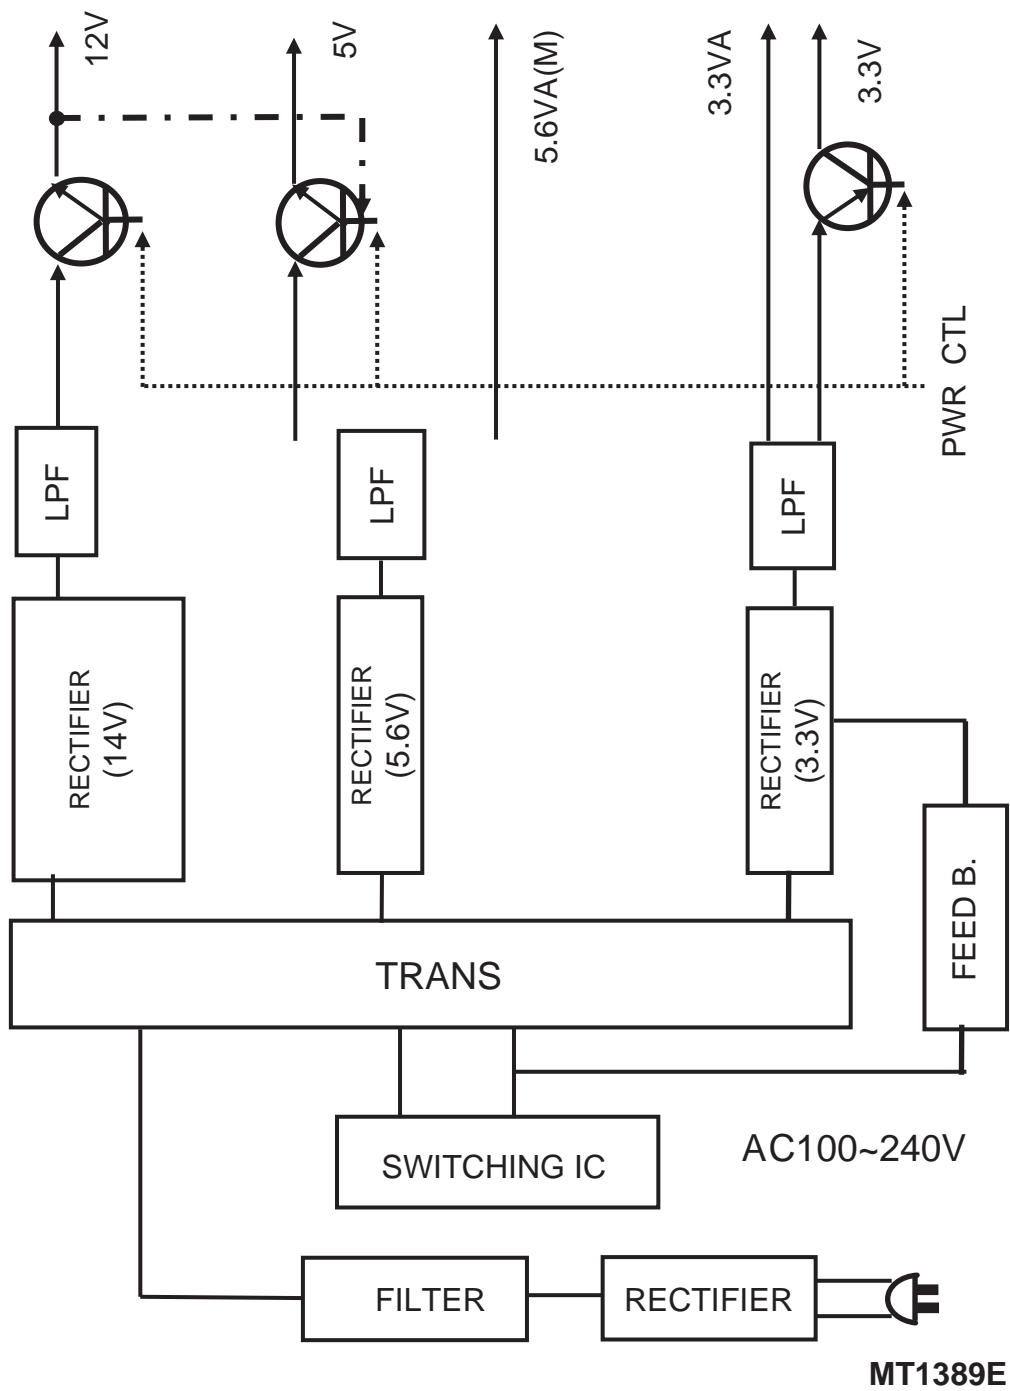 12V
5V
5.6VA(M)
3.3VA
3.3V
PWR CTL
LPF
LPF
LPF
RECTIFIER
(14V)
RECTIFIER
(5.6V)
RECTIFIER
(3.3V)
FEED B.
TRANS
SWITCHING IC
AC100~240V
FILTER
RECTIFIER
MT1389E